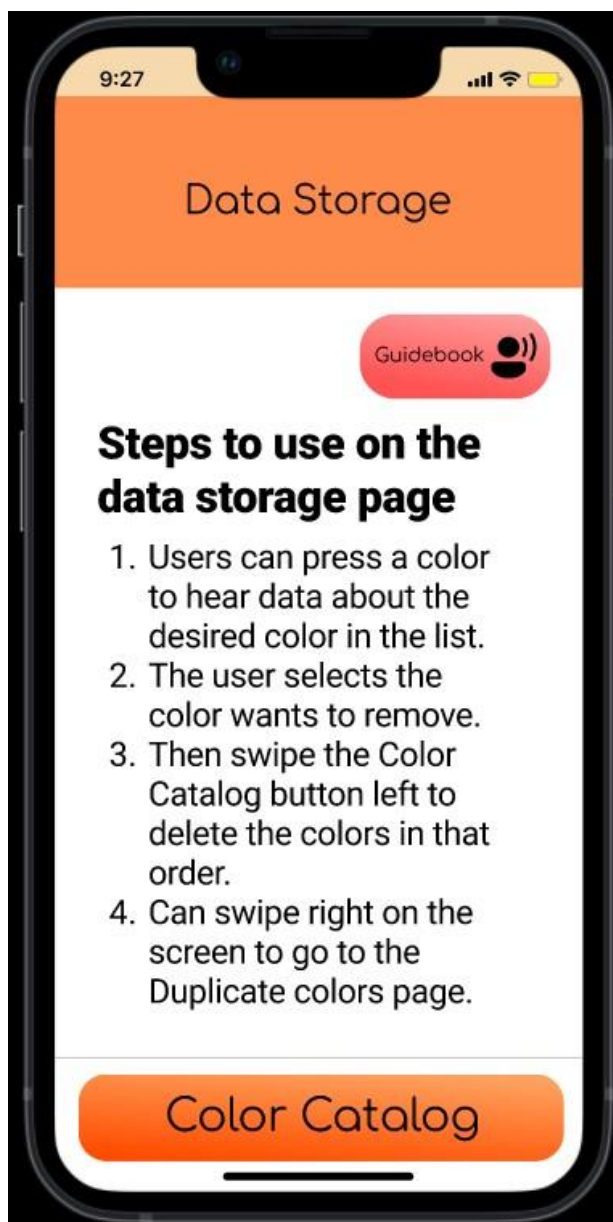 9:27
Data Storage
Guidebook
Steps to use on the
data storage page
1. Users can press a color
to hear data about the
desired color in the list.
2. The user selects the
color wants to remove.
3. Then swipe the Color
Catalog button left to
delete the colors in that
order.
4. Can swipe right on the
screen to go to the
Duplicate colors page.
Color Catalog